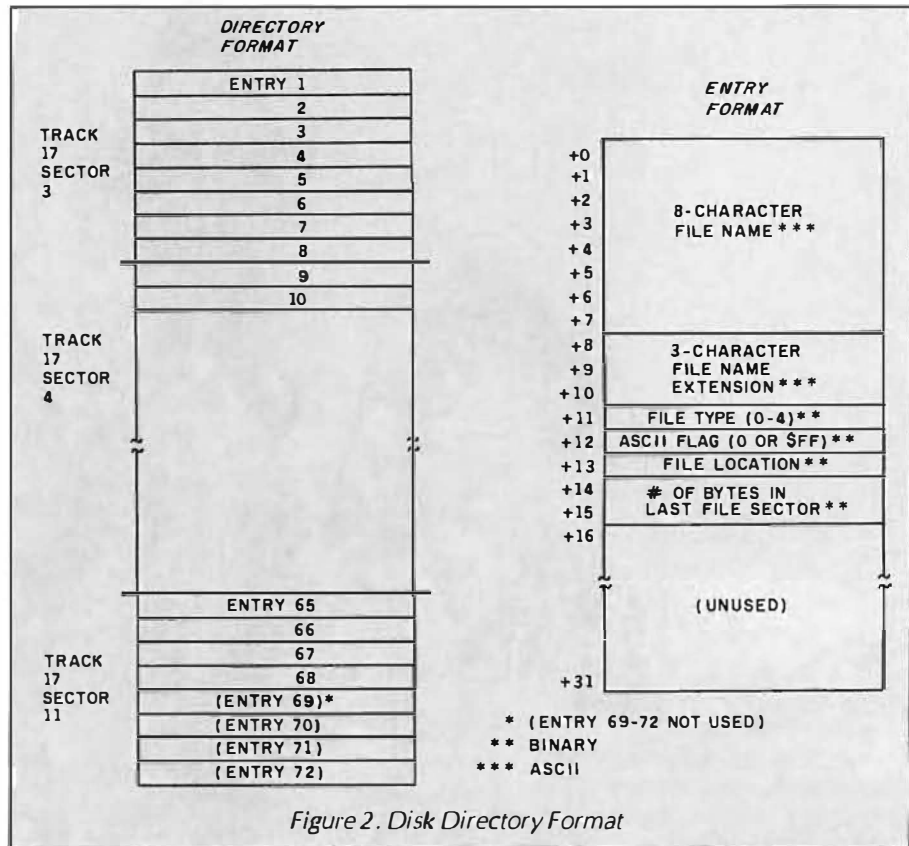 DIRECTORY
FORMAT
ENTRY 1
2
3
4
5
6
7
8
9
10
TRACK
17
SECTOR
3
TRACK
17
SECTOR
4
ENTRY 65
66
67
68
(ENTRY 69)*
(ENTRY 70)
(ENTRY 71)
(ENTRY 72)
TRACK
17
SECTOR
11
ENTRY
FORMAT
+0
+1
+2
+3
+4
+5
+6
+7
8-CHARACTER
FILE NAME ***
+8
+9
+10
3-CHARACTER
FILE NAME
EXTENSION ***
+11
FILE TYPE (0-4) **
+12
ASCII FLAG (0 OR $FF) **
+13
FILE LOCATION **
+14
+15
# OF BYTES IN
LAST FILE SECTOR **
+16
(UNUSED)
+31
* (ENTRY 69-72 NOT USED)
** BINARY
*** ASCII
Figure 2. Disk Directory Format